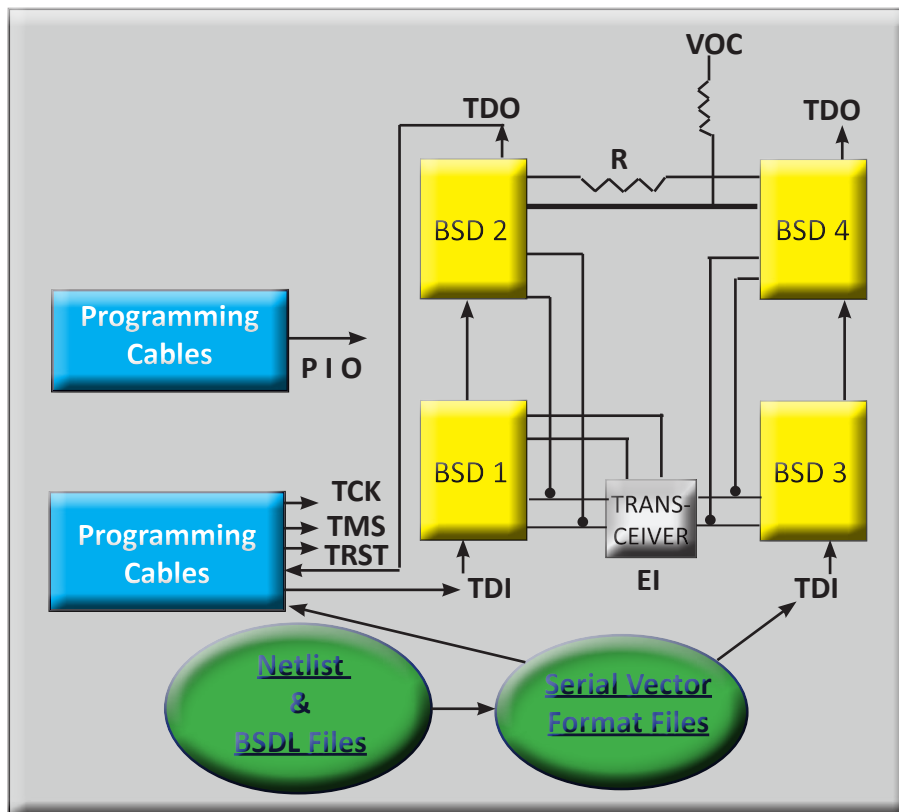 VOC
TDO
TDO
R
BSD 2
BSD 4
Programming
Cables
P I O
BSD 1
BSD 3
TCK
TRANS-
CEIVER
TMS
Programming
Cables
TRST
EI
TDI
TDI
Netlist
&
BSDL Files
Serial Vector
Format Files